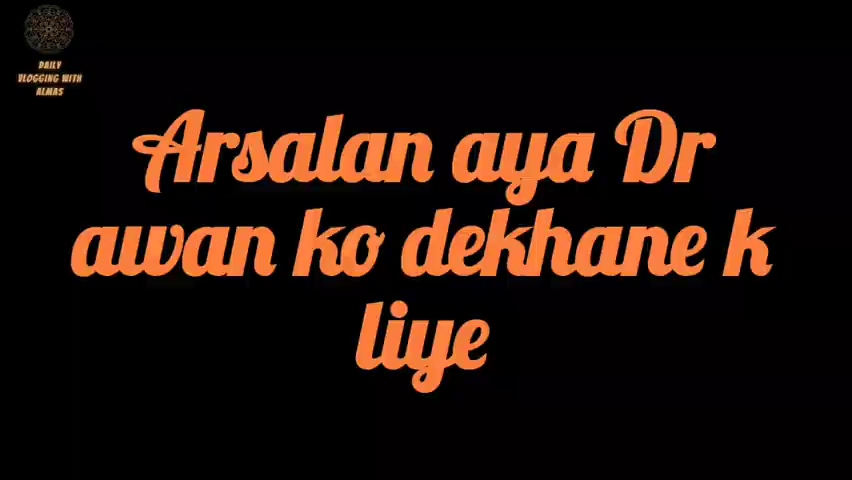 DAILY
VLOGGING WITH
ALMAS
Arsalan aya Dr
awan ko dekhane k
liye